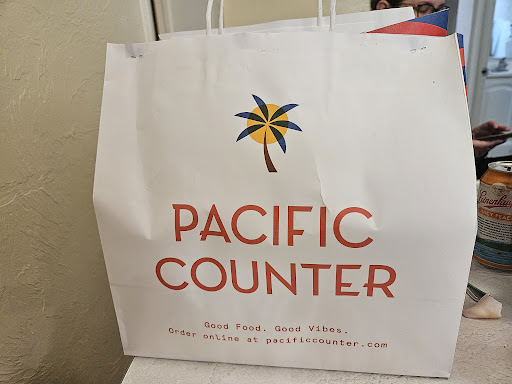 PACIFIC
COUNTER
Good Food. Good Vibes.
Order online at pacificcounter.com